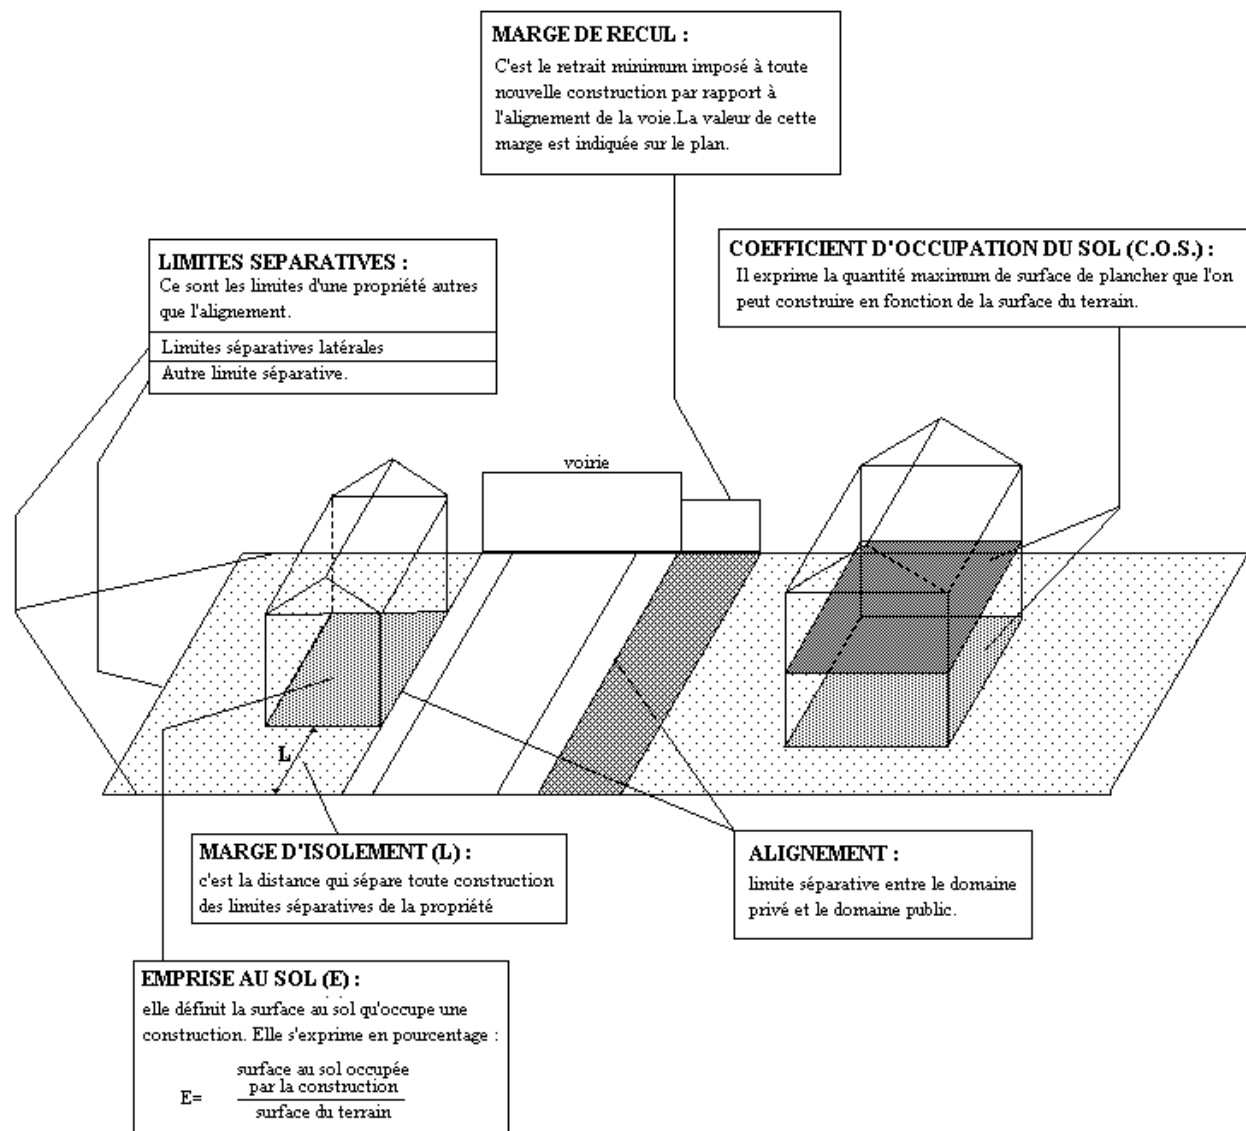 MARGE DE RECUL :
C'est le retrait minimum imposé à toute
nouvelle construction par rapport à
l'alignement de la voie.La valeur de cette
marge est indiquée sur le plan.
LIMITES SEPARATIVES :
Ce sont les limites d'une propriété autres
que l'alignement.
Limites séparatives latérales
Autre limite séparative.
COEFFICIENT D'OCCUPATION DU SOL (C.O.S.) :
Il exprime la quantité maximum de surface de plancher que l'on
peut construire en fonction de la surface du terrain.
voirie
L
MARGE D'ISOLEMENT (L) :
c'est la distance qui sépare toute construction
des limites séparatives de la propriété
ALIGNEMENT :
limite séparative entre le domaine
privé et le domaine public.
EMPRISE AU SOL (E) :
elle définit la surface au sol qu'occupe une
construction. Elle s'exprime en pourcentage :
surface au sol occupée
par la construction
E=
surface du terrain